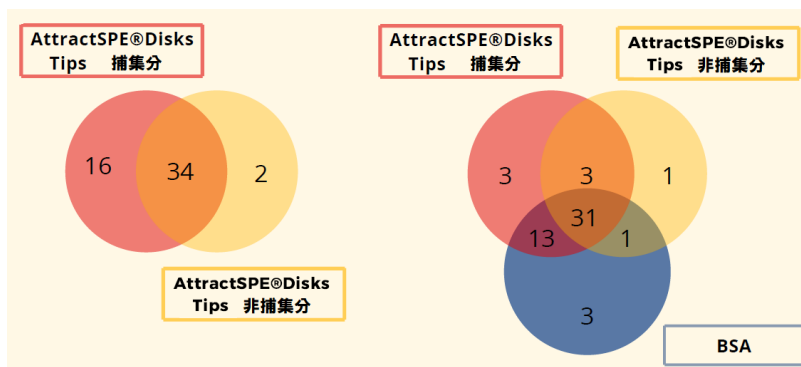 AttractSPE®Disks
Tips 捕集分
16
34
2
AttractSPE®Disks
Tips 非捕集分
AttractSPE®Disks
Tips 捕集分
AttractSPE®Disks
Tips 非捕集分
3
3
1
31
13
1
3
BSA